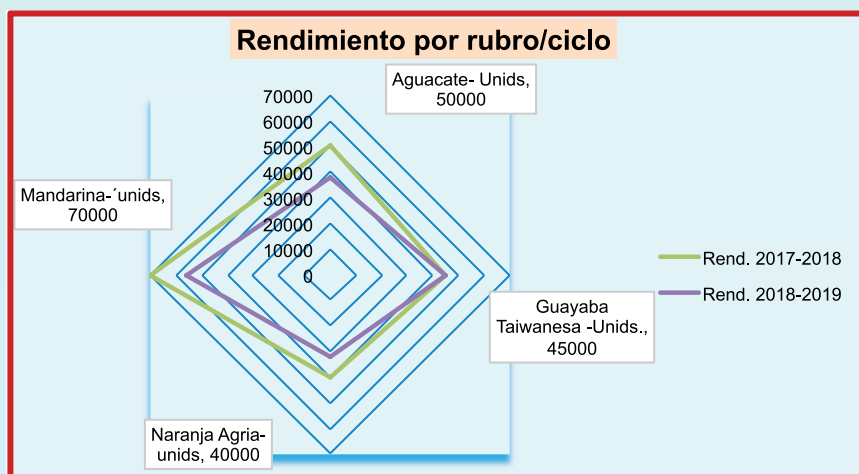 Rendimiento por rubro/ciclo
Aguacate- Unids,
50000
70000
60000
50000
40000
30000
20000
10000
0
Mandarina-´unids,
70000
Rend. 2017-2018
Rend. 2018-2019
Guayaba
Taiwanesa -Unids.,
45000
Naranja Agria-
unids, 40000